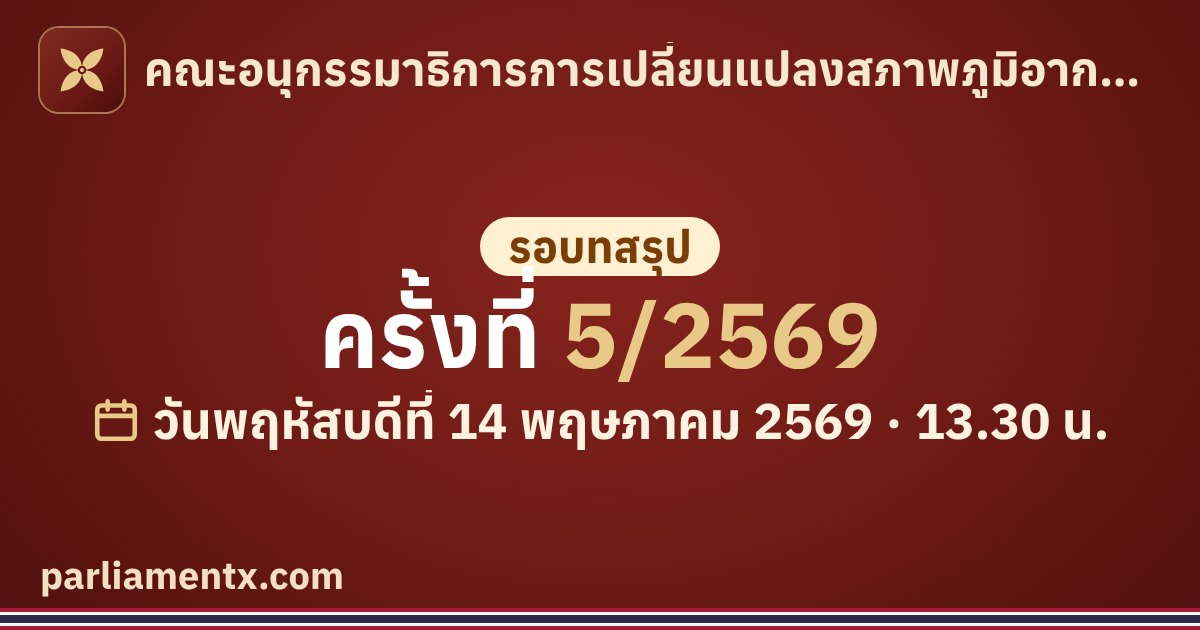 คณะอนุกรรมาธิการการเปลี่ยนแปลงสภาพภูมิอาก...
รอบทสรุป
ครั้งที่ 5/2569
วันพฤหัสบดีที่ 14 พฤษภาคม 2569 · 13.30 น.
parliamentx.com